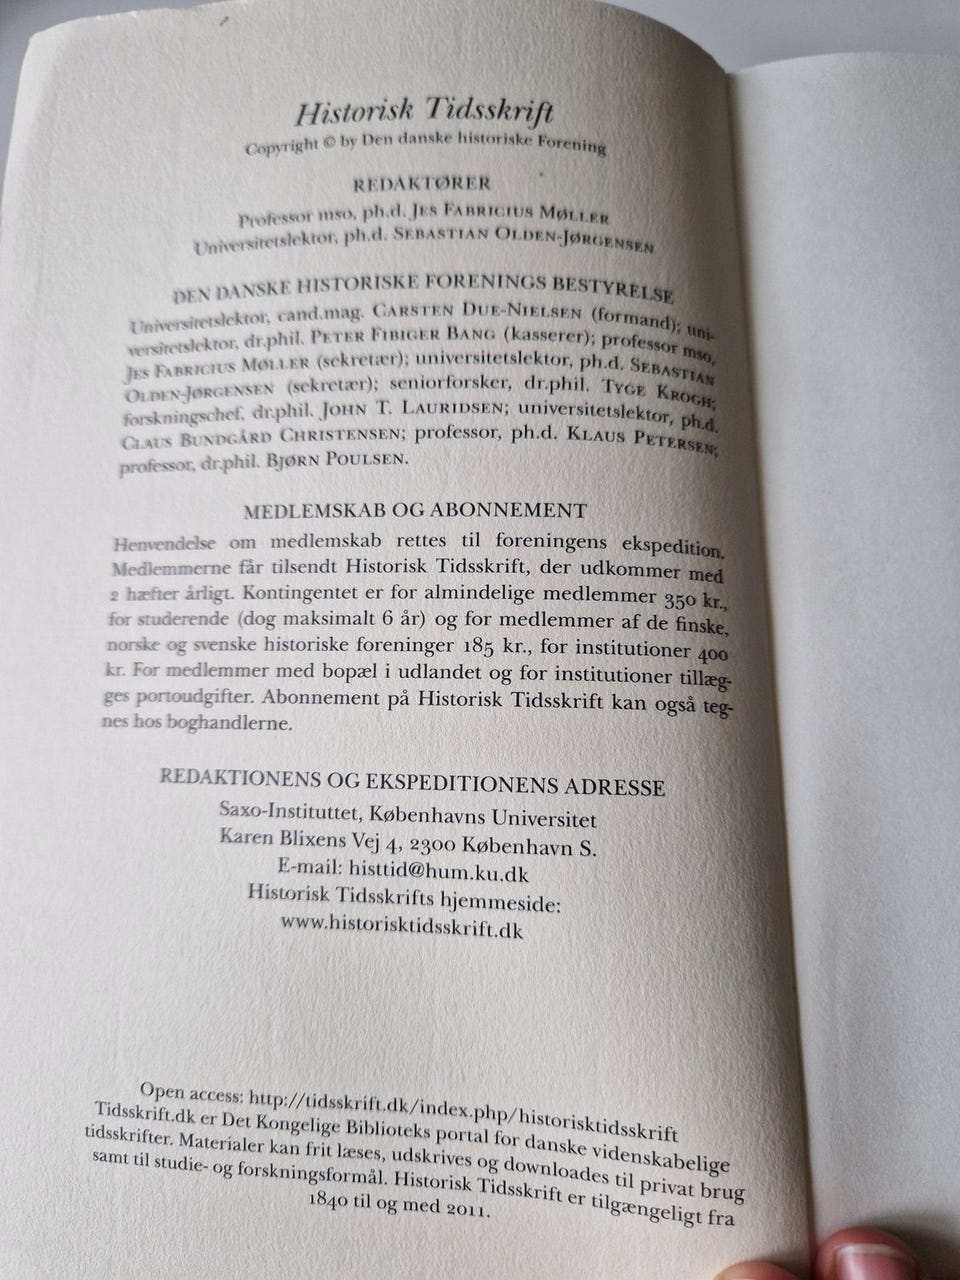 Historisk Tidsskrift
Copyright © by Den danske historiske Forening
REDAKTØRER
Professor mso, ph.d. JES FABRICIUS MØLLER
Universitetslektor, ph.d. SEBASTIAN OLDEN-JØRGENSEN
DEN DANSKE HISTORISKE FORENINGS BESTYRELSE
Universitetslektor, cand.mag. CARSTEN DUE-NIELSEN (formand); uni-
versitetslektor, dr.phil. PETER FIBIGER BANG (kasserer); professor mso,
JES FABRICIUS MØLLER (sekretær); universitetslektor, ph.d. SEBASTIAN
OLDEN-JØRGENSEN (sekretær); seniorforsker, dr.phil. TYGE KROGH;
forskningschef, dr.phil. JOHN T. LAURIDSEN; universitetslektor, ph.d.
CLAUS BUNDGÅRD CHRISTENSEN; professor, ph.d. KLAUS PETERSEN;
professor, dr.phil. BJØRN POULSEN.
MEDLEMSKAB OG ABONNEMENT
Henvendelse om medlemskab rettes til foreningens ekspedition.
Medlemmerne får tilsendt Historisk Tidsskrift, der udkommer med
2 hæfter årligt. Kontingentet er for almindelige medlemmer 350 kr.,
for studerende (dog maksimalt 6 år) og for medlemmer af de finske,
norske og svenske historiske foreninger 185 kr., for institutioner 400
kr. For medlemmer med bopæl i udlandet og for institutioner tillæg-
ges portoudgifter. Abonnement på Historisk Tidsskrift kan også teg-
nes hos boghandlerne.
REDAKTIONENS OG EKSPEDITIONENS ADRESSE
Saxo-Instituttet, Københavns Universitet
Karen Blixens Vej 4, 2300 København S.
E-mail: histtid@hum.ku.dk
Historisk Tidsskrifts hjemmeside:
www.historisktidsskrift.dk
Open access: http://tidsskrift.dk/index.php/historisktidsskrift
Tidsskrift.dk er Det Kongelige Biblioteks portal for danske videnskabelige
tidsskrifter. Materialer kan frit læses, udskrives og downloades til privat brug
samt til studie- og forskningsformål. Historisk Tidsskrift er tilgængeligt fra
1840 til og med 2011.